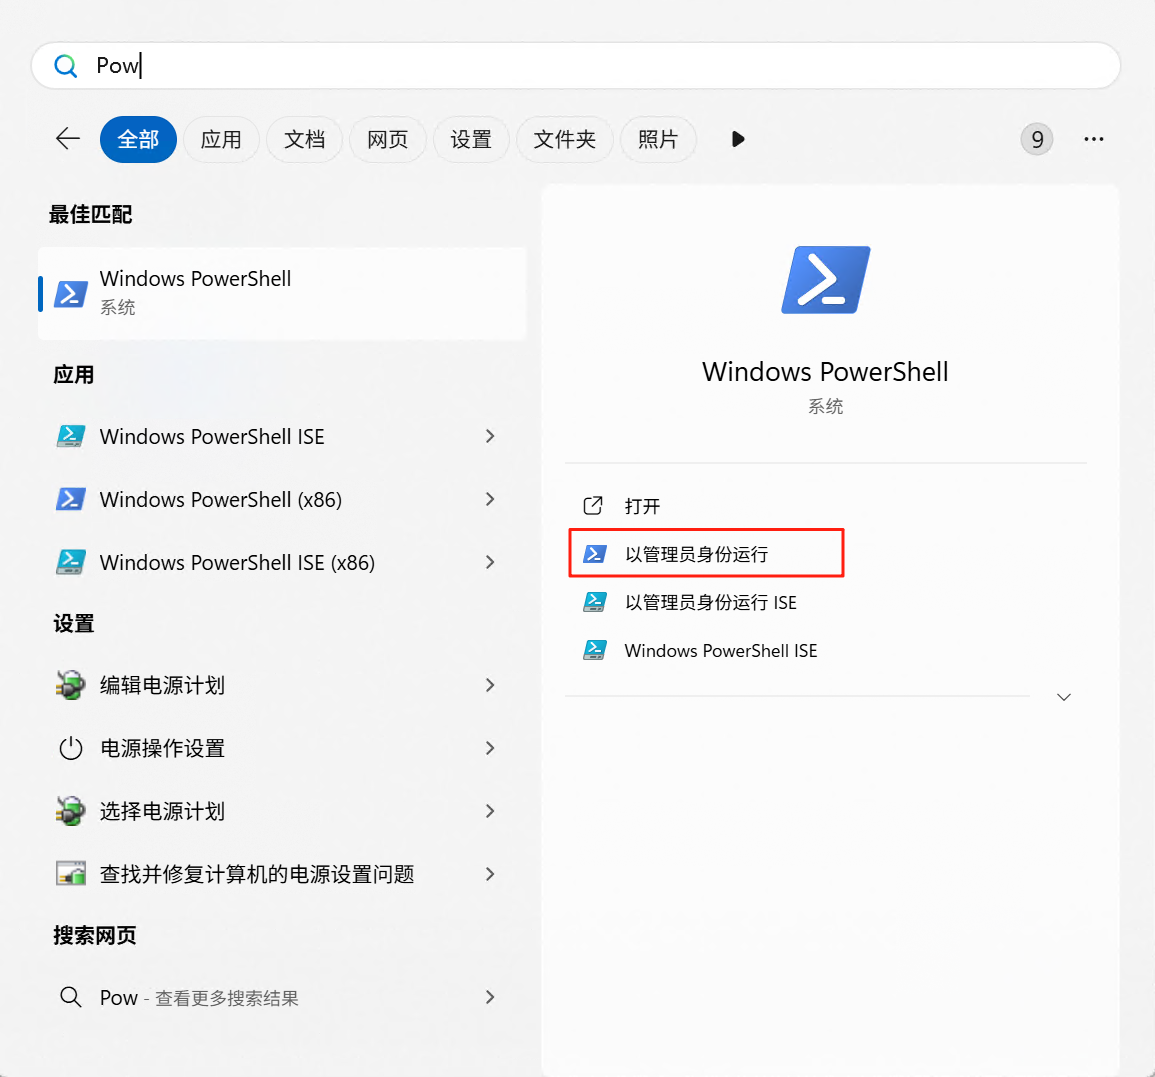 Pow
全部
应用
文档
网页
设置
文件夹
照片
9
最佳匹配
Windows PowerShell
系统
应用
Windows PowerShell ISE
Windows PowerShell (x86)
Windows PowerShell ISE (x86)
设置
编辑电源计划
电源操作设置
选择电源计划
查找并修复计算机的电源设置问题
搜索网页
Pow - 查看更多搜索结果
Windows PowerShell
系统
打开
以管理员身份运行
以管理员身份运行 ISE
Windows PowerShell ISE